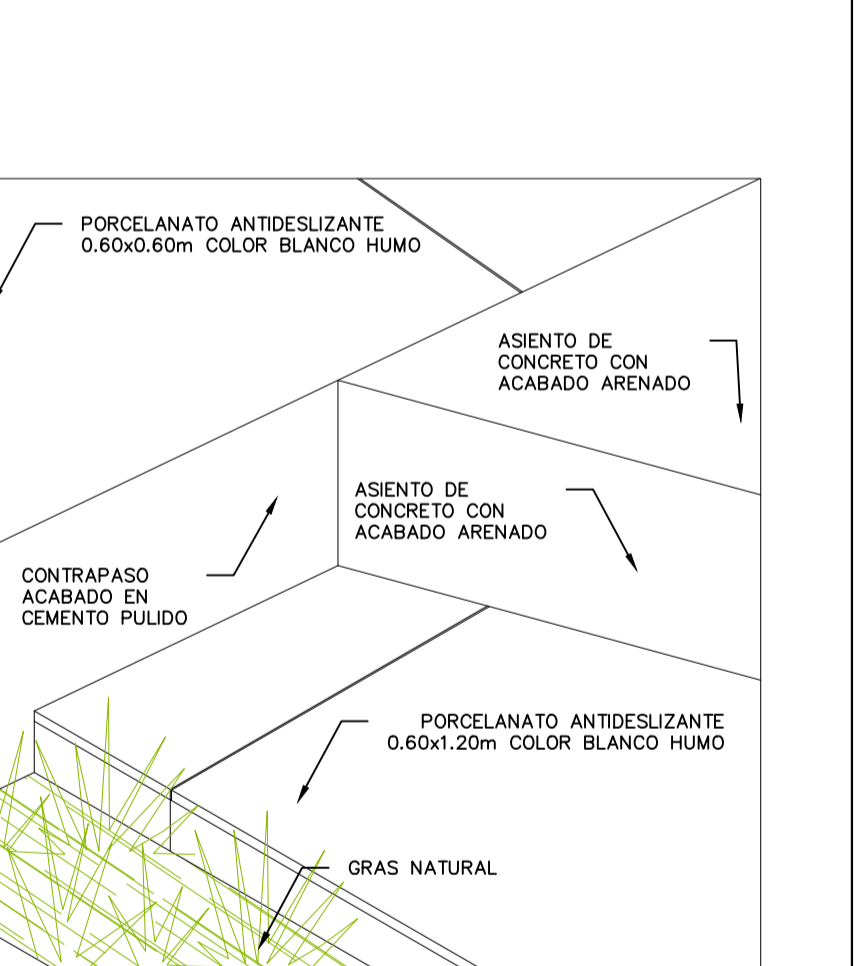 PORCELANATO ANTIDESLIZANTE
0.60x0.60m COLOR BLANCO HUMO
ASIENTO DE
CONCRETO CON
ACABADO ARENADO
ASIENTO DE
CONCRETO CON
ACABADO ARENADO
CONTRAPASO
ACABADO EN
CEMENTO PULIDO
PORCELANATO ANTIDESLIZANTE
0.60x1.20m COLOR BLANCO HUMO
GRAS NATURAL